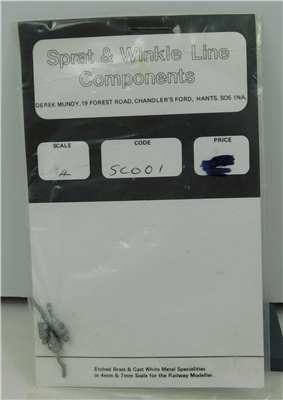 Sprat & Winkle Line
Components
DEREK MUNDY, 19 FOREST ROAD, CHANDLER'S FORD, HANTS. SO5 1NA.
SCALE CODE PRICE
4 SC001
Etched Brass & Cast White Metal Specialities
in 4mm & 7mm Scale for the Railway Modeller.